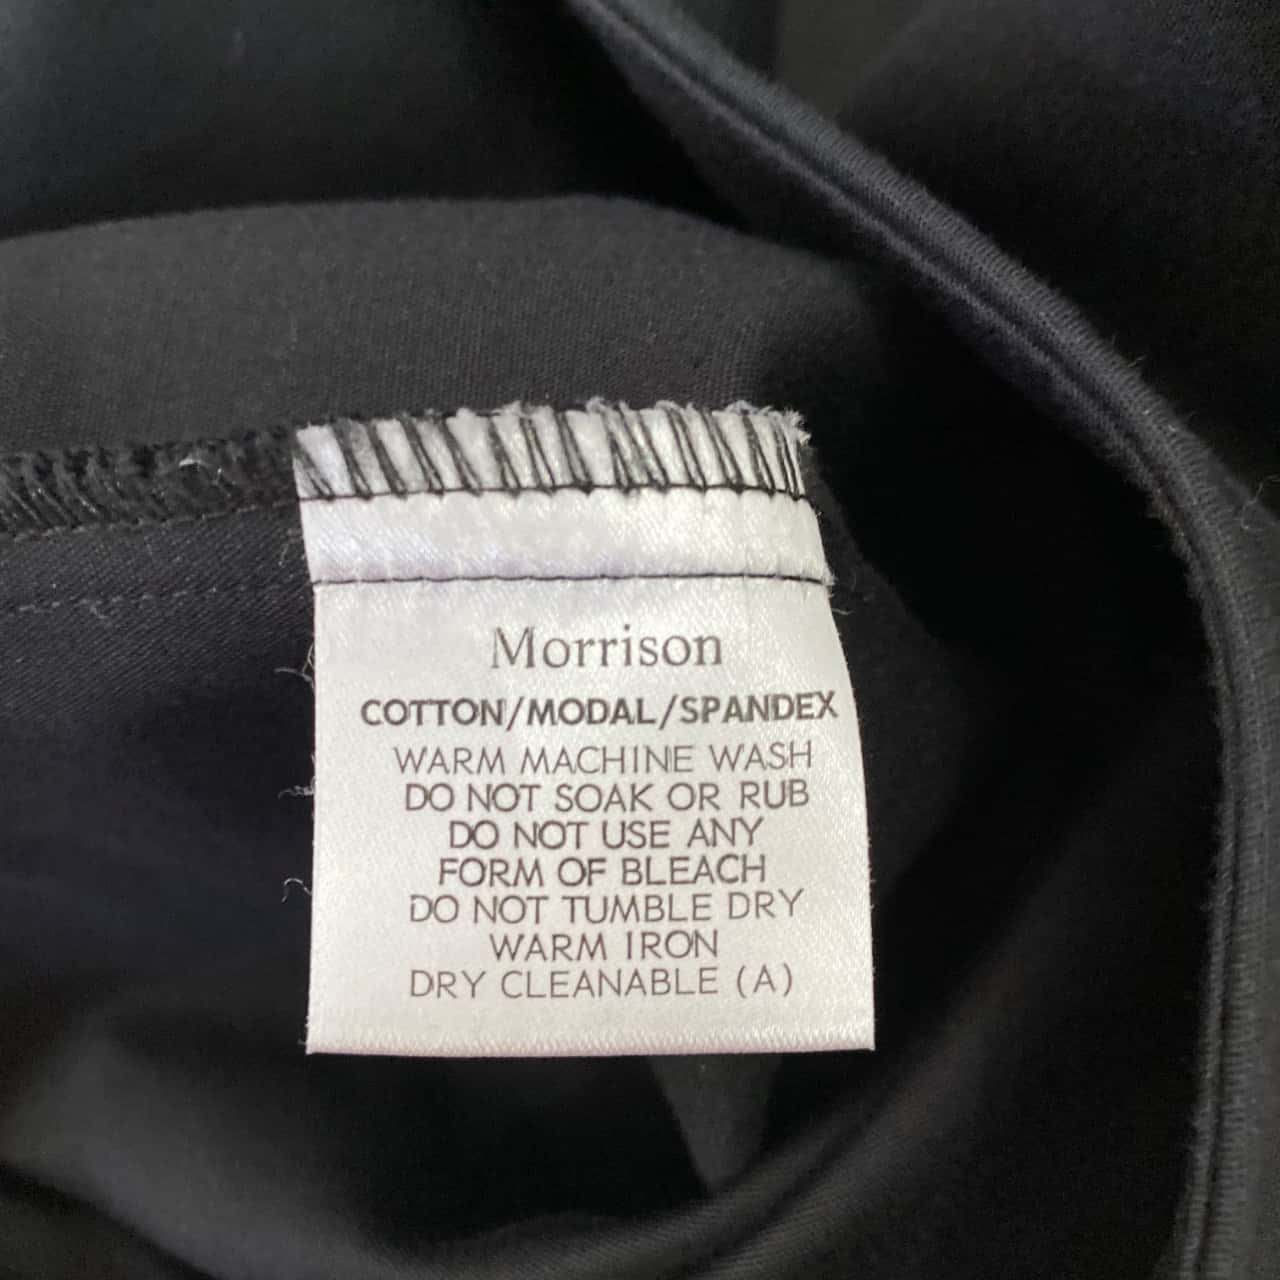 Morrison
COTTON/MODAL/SPANDEX
WARM MACHINE WASH
DO NOT SOAK OR RUB
DO NOT USE ANY
FORM OF BLEACH
DO NOT TUMBLE DRY
WARM IRON
DRY CLEANABLE (A)